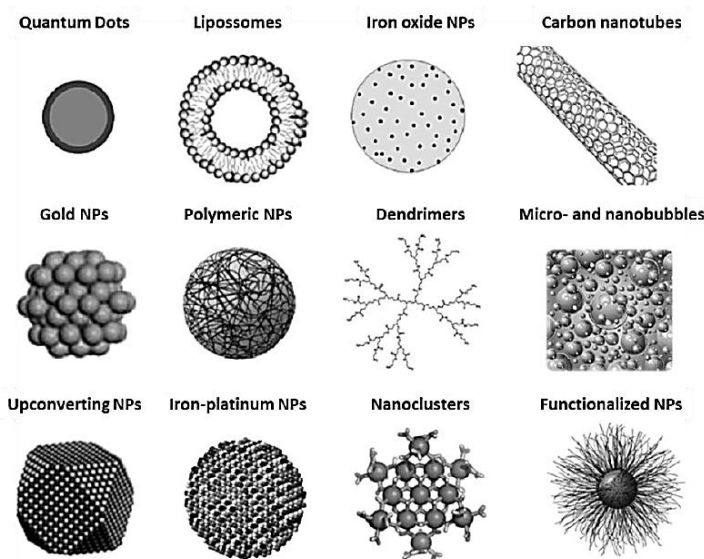 Quantum Dots
Lipossomes
Iron oxide NPs
Carbon nanotubes
Gold NPs
Polymeric NPs
Dendrimers
Micro- and nanobubbles
Upconverting NPs
Iron-platinum NPs
Nanoclusters
Functionalized NPs